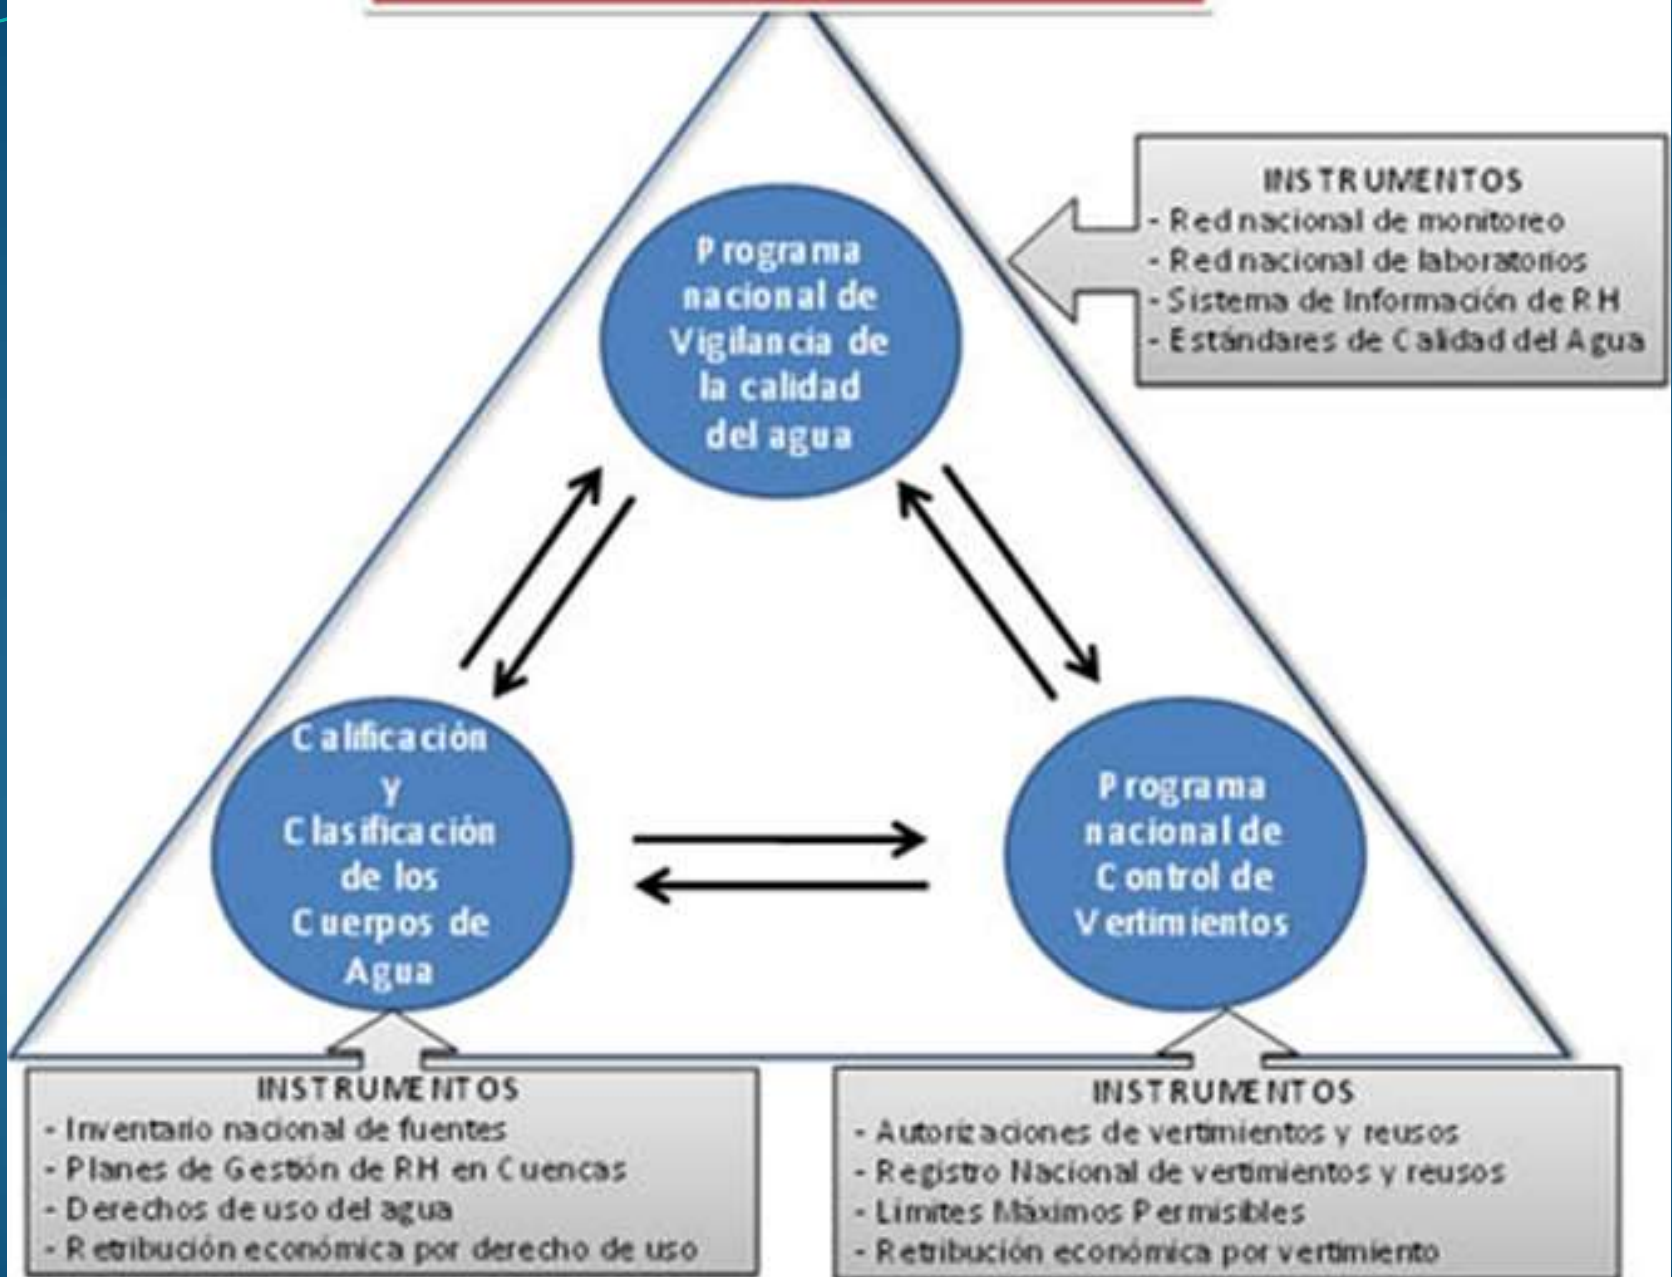 Programa
nacional de
Vigilancia de
la calidad
del agua
INSTRUMENTOS
- Red nacional de monitoreo
- Red nacional de laboratorios
- Sistema de Información de RH
- Estándares de Calidad del Agua
Calificación
y
Clasificación
de los
Cuerpos de
Agua
Programa
nacional de
Control de
Vertimientos
INSTRUMENTOS
- Inventario nacional de fuentes
- Planes de Gestión de RH en Cuencas
- Derechos de uso del agua
- Retribución económica por derecho de uso
INSTRUMENTOS
- Autorizaciones de vertimientos y reusos
- Registro Nacional de vertimientos y reusos
- Límites Máximos Permisibles
- Retribución económica por vertimiento